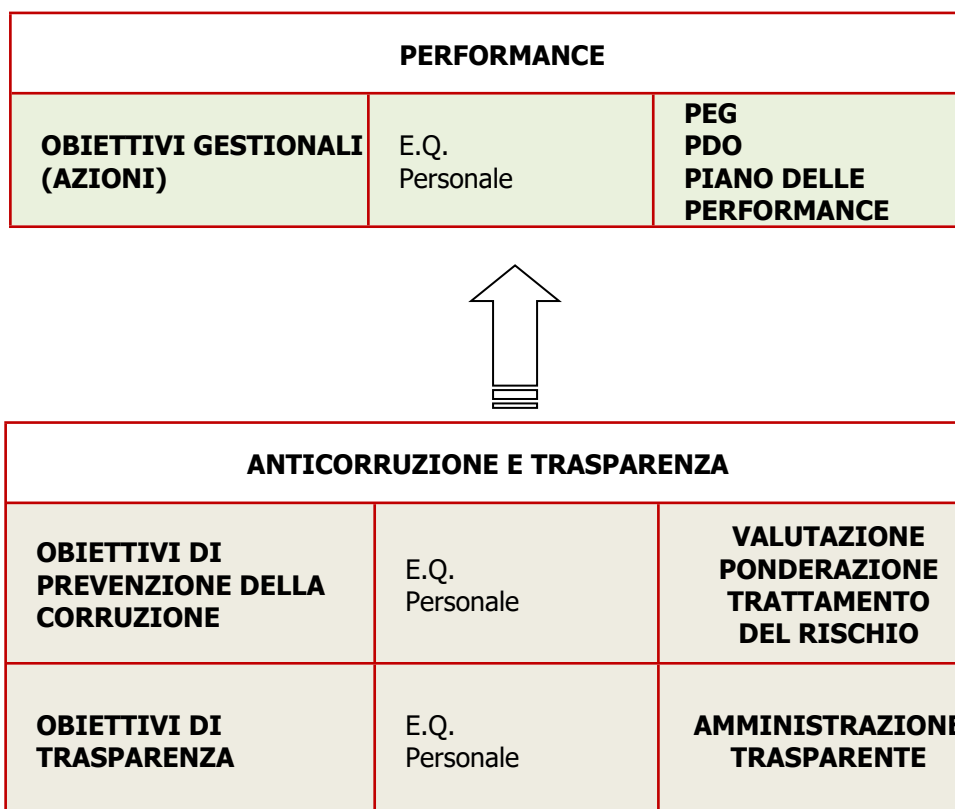 PERFORMANCE
OBIETTIVI GESTIONALI
(AZIONI)
E.Q.
Personale
PEG
PDO
PIANO DELLE
PERFORMANCE
ANTICORRUZIONE E TRASPARENZA
OBIETTIVI DI
PREVENZIONE DELLA
CORRUZIONE
E.Q.
Personale
VALUTAZIONE
PONDERAZIONE
TRATTAMENTO
DEL RISCHIO
OBIETTIVI DI
TRASPARENZA
E.Q.
Personale
AMMINISTRAZIONE
TRASPARENTE